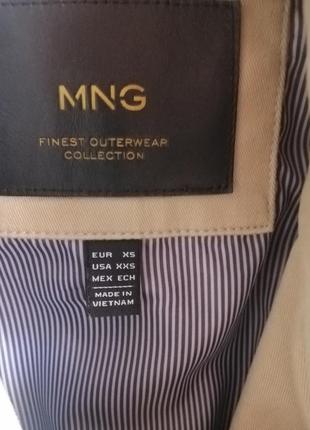 MNG
FINEST OUTERWEAR
COLLECTION
EUR XS
USA XXS
MEX ECH
MADE IN
VIETNAM